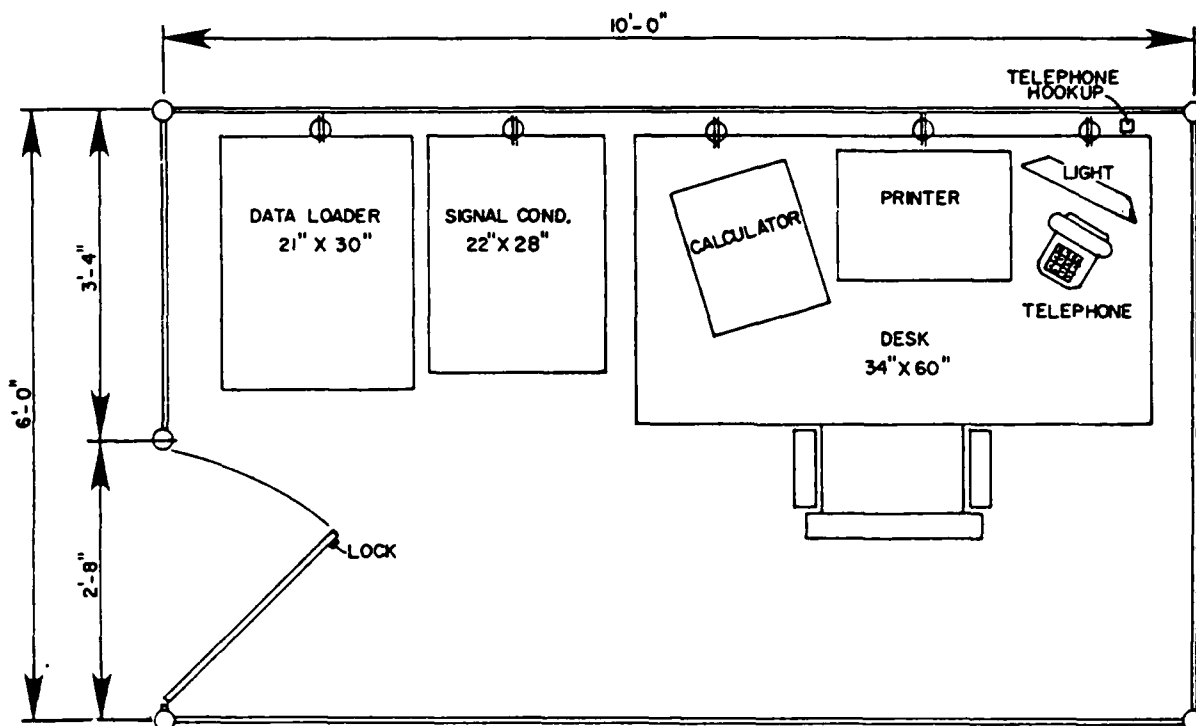 10'-0"
TELEPHONE
HOOKUP
LIGHT
DATA LOADER
21" X 30"
SIGNAL COND.
22" X 28"
CALCULATOR
PRINTER
TELEPHONE
DESK
34" X 60"
3'-4"
6'-0"
2'-8"
LOCK